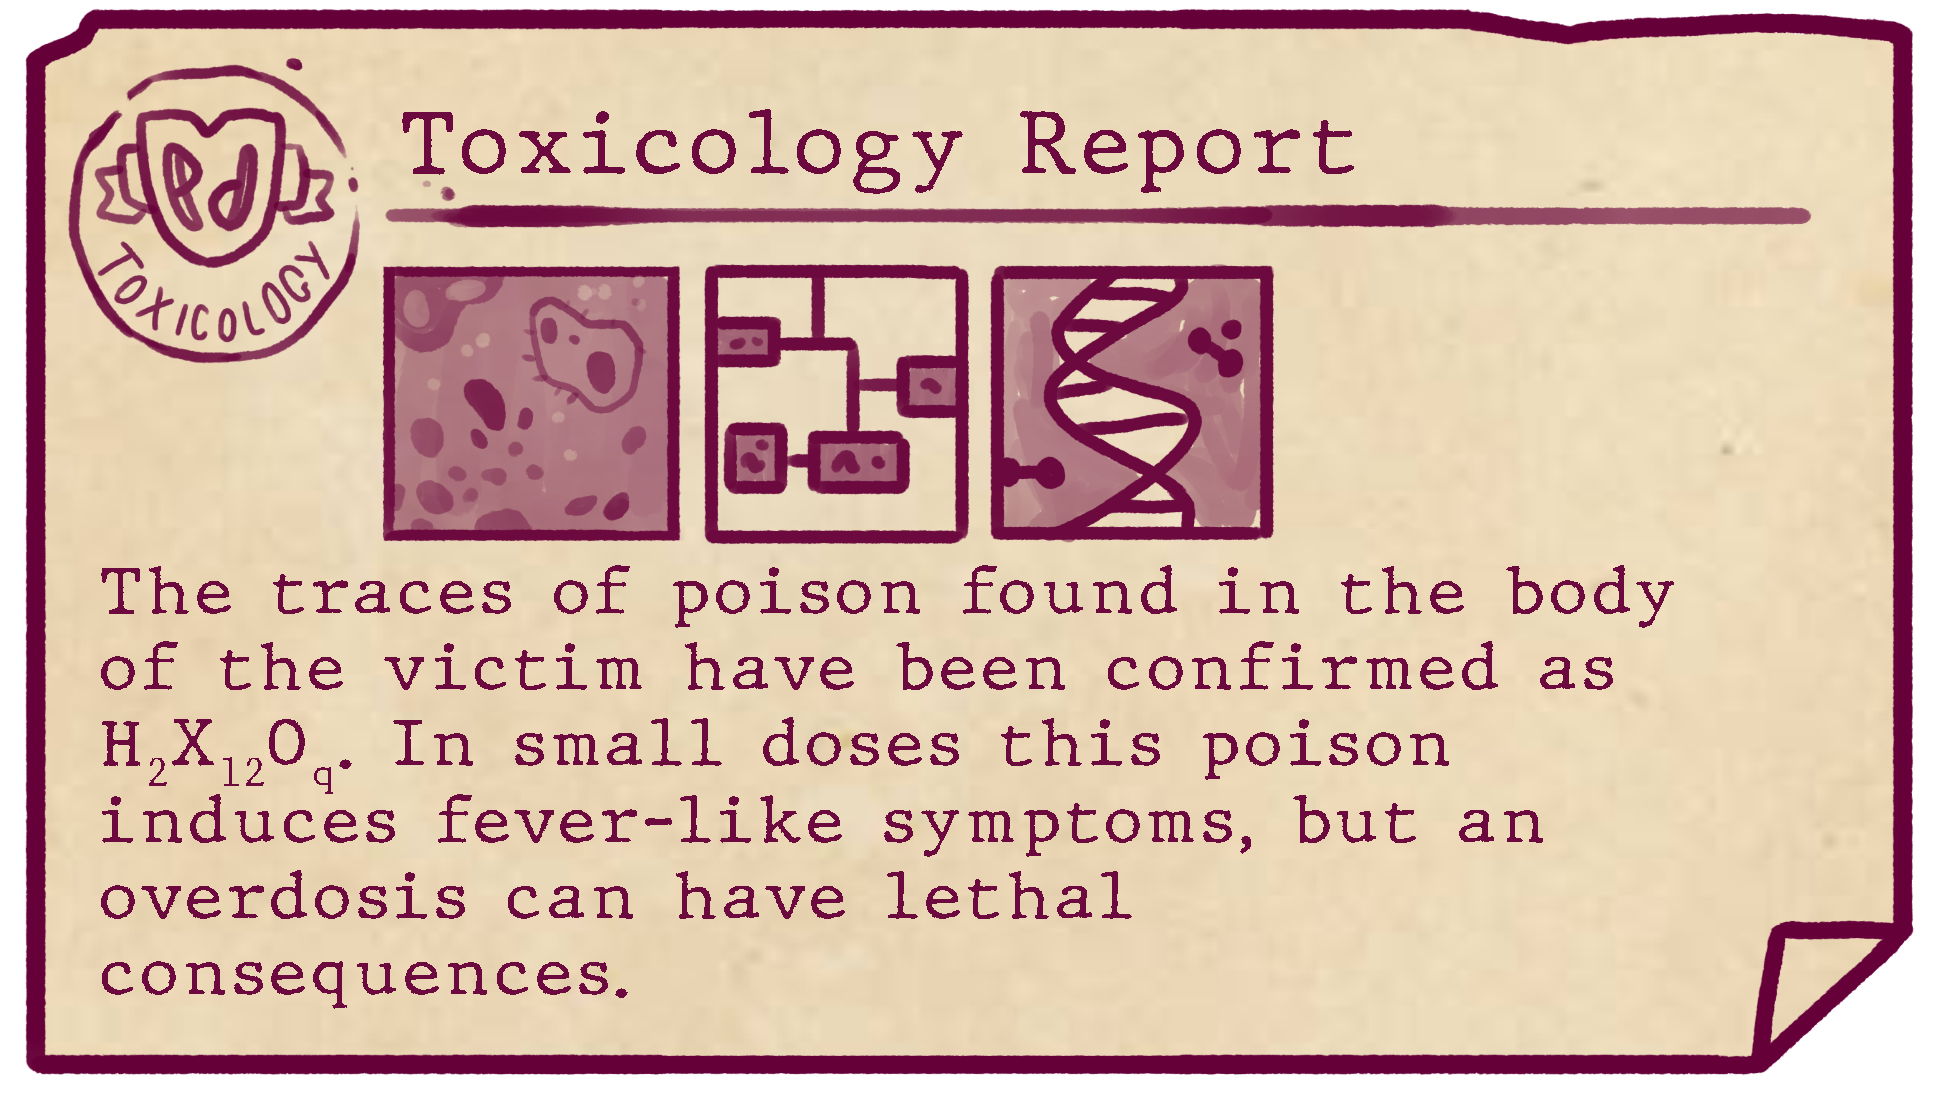 Pd
TOXICOLOGY
Toxicology Report
The traces of poison found in the body
of the victim have been confirmed as
H₂X₁₂O_q. In small doses this poison
induces fever-like symptoms, but an
overdosis can have lethal
consequences.